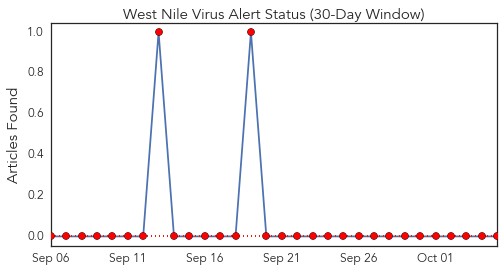 West Nile Virus Alert Status (30-Day Window)
Articles Found
1.0
0.8
0.6
0.4
0.2
0.0
Sep 06 Sep 11 Sep 16 Sep 21 Sep 26 Oct 01